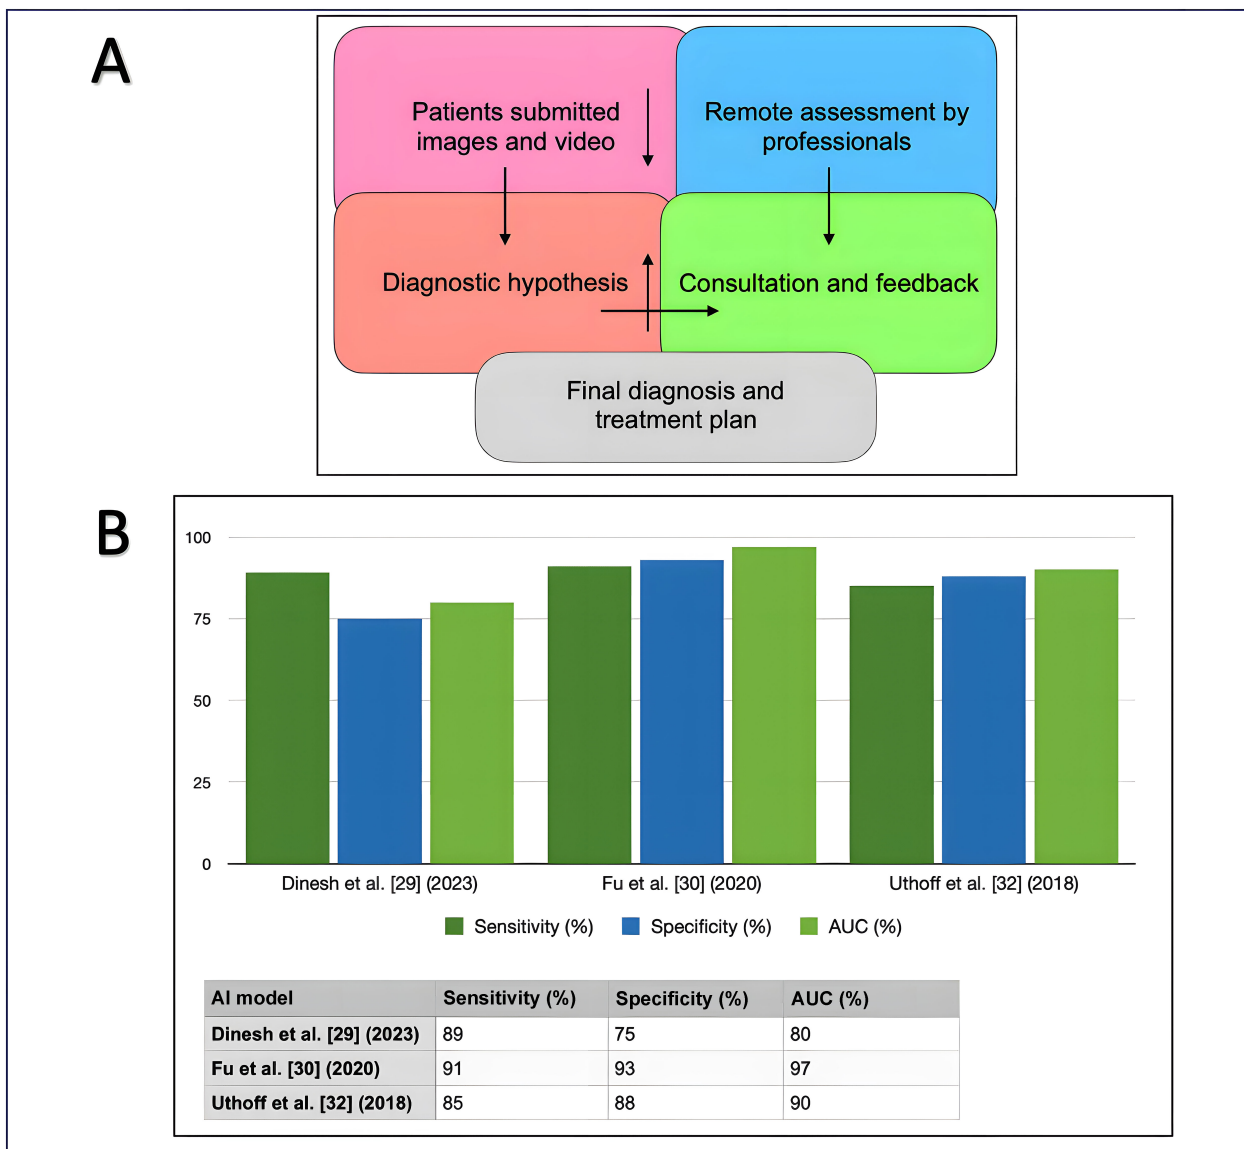 A
Patients submitted
images and video
Remote assessment by
professionals
Diagnostic hypothesis
Consultation and feedback
Final diagnosis and
treatment plan
B
100
75
50
25
0
Dinesh et al. [29] (2023)
Fu et al. [30] (2020)
Uthoff et al. [32] (2018)
Sensitivity (%)
Specificity (%)
AUC (%)
AI model Sensitivity (%) Specificity (%) AUC (%)
Dinesh et al. [29] (2023) 89 75 80
Fu et al. [30] (2020) 91 93 97
Uthoff et al. [32] (2018) 85 88 90